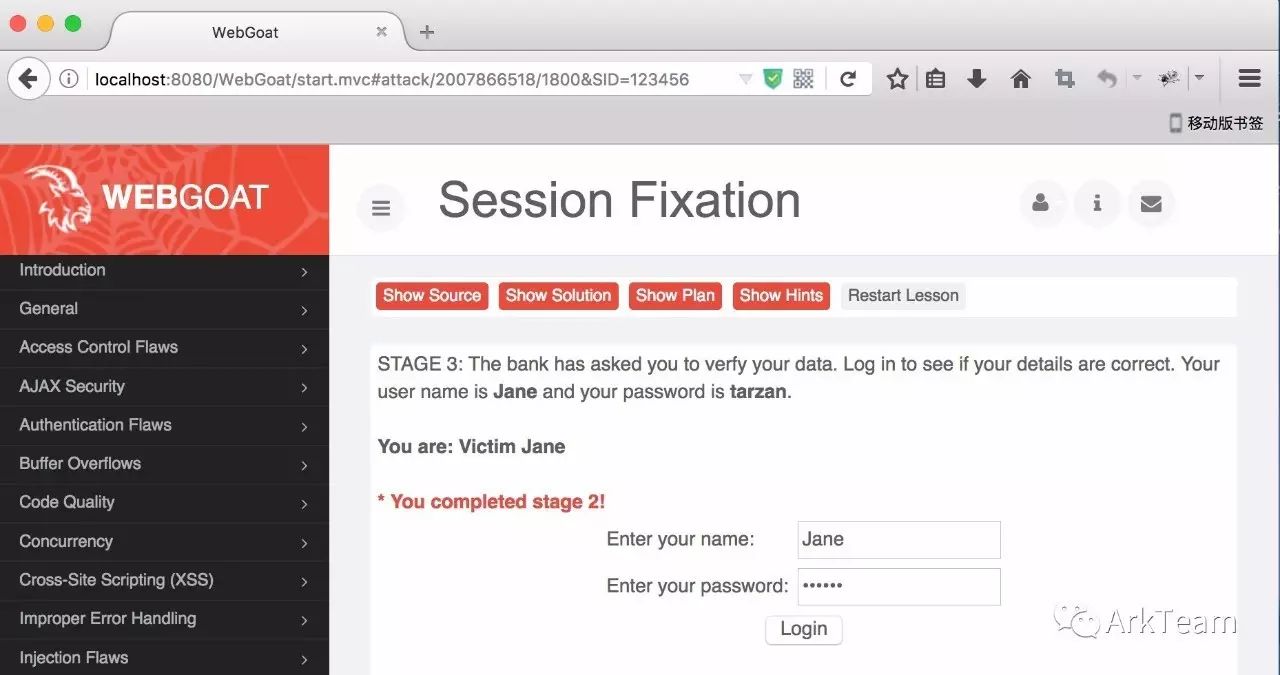 WebGoat
localhost:8080/WebGoat/start.mvc#attack/2007866518/1800&SID=123456
移动版书签
WEBGOAT
Session Fixation
Introduction
General
Access Control Flaws
AJAX Security
Authentication Flaws
Buffer Overflows
Code Quality
Concurrency
Cross-Site Scripting (XSS)
Improper Error Handling
Injection Flaws
Show Source Show Solution Show Plan Show Hints Restart Lesson
STAGE 3: The bank has asked you to verfy your data. Log in to see if your details are correct. Your
user name is Jane and your password is tarzan.
You are: Victim Jane
* You completed stage 2!
Enter your name: Jane
Enter your password: ••••••
Login
ArkTeam